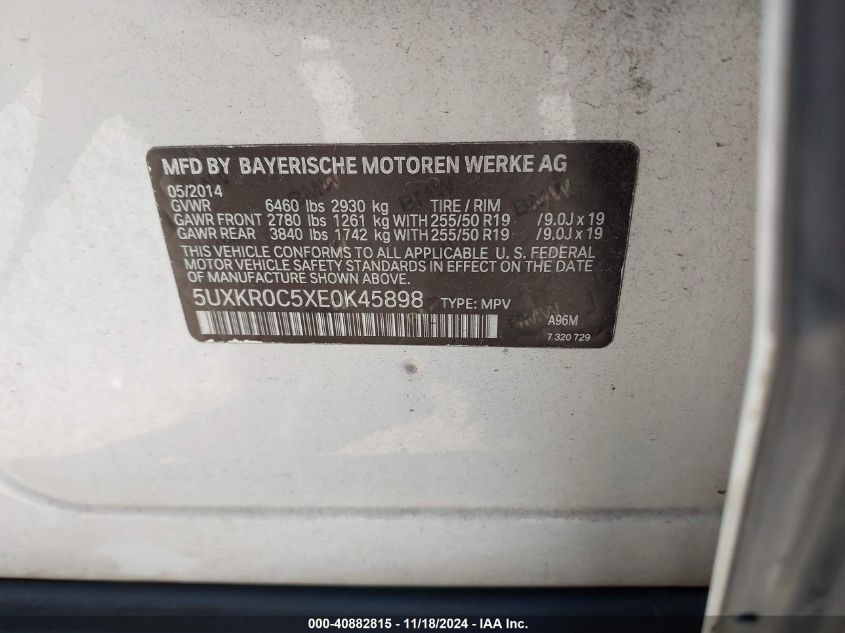 MFD BY BAYERISCHE MOTOREN WERKE AG
05/2014
GVWR 6460 lbs 2930 kg TIRE / RIM
GAWR FRONT 2780 lbs 1261 kg WITH 255/50 R19 /9.0J x 19
GAWR REAR 3840 lbs 1742 kg WITH 255/50 R19 /9.0J x 19
THIS VEHICLE CONFORMS TO ALL APPLICABLE U. S. FEDERAL
MOTOR VEHICLE SAFETY STANDARDS IN EFFECT ON THE DATE
OF MANUFACTURE SHOWN ABOVE.
5UXKR0C5XE0K45898 TYPE: MPV
A96M
7 320 729
000-40882815 - 11/18/2024 - IAA Inc.